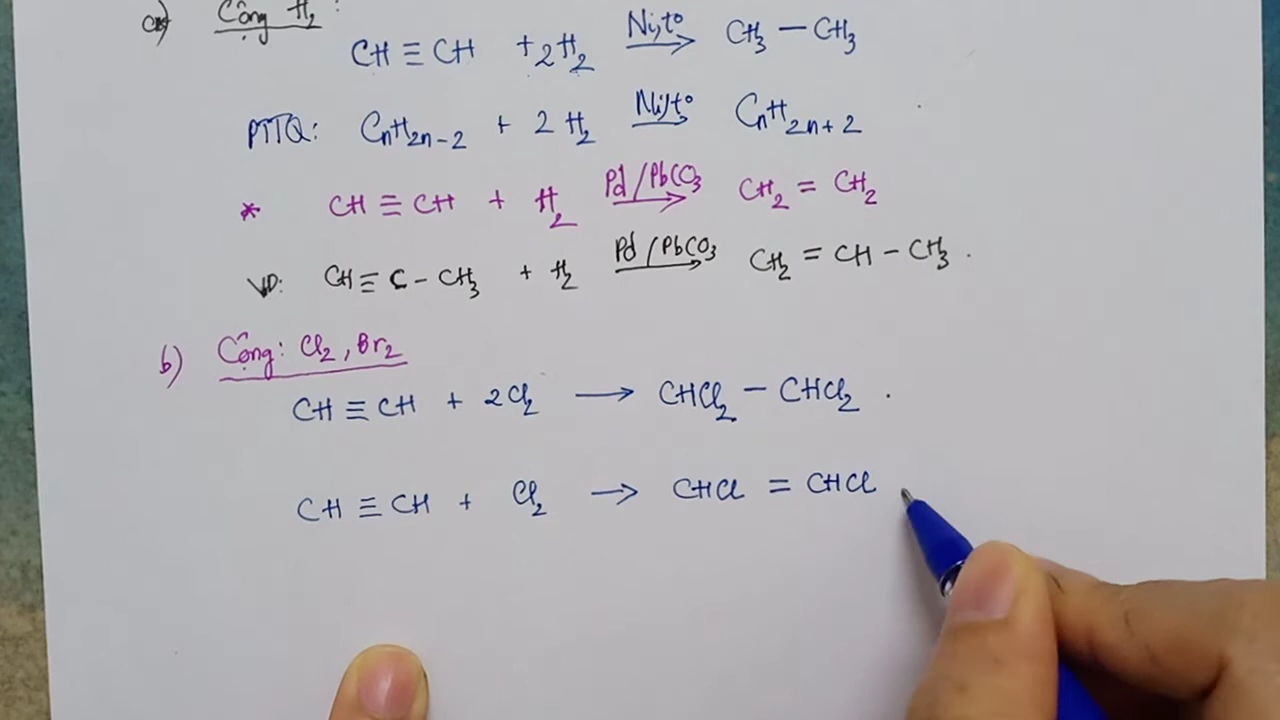 a) Cộng H₂ :
CH ≡ CH + 2H₂ Ni,t° → CH₃ — CH₃
PTTQ: CnH2n-2 + 2H₂ Ni,t° → CnH2n+2
* CH ≡ CH + H₂ Pd/PbCO₃ → CH₂ = CH₂
VD: CH ≡ C - CH₃ + H₂ Pd/PbCO₃ → CH₂ = CH - CH₃ .
b) Cộng: Cl₂, Br₂
CH ≡ CH + 2Cl₂ → CHCl₂ — CHCl₂ .
CH ≡ CH + Cl₂ → CHCl = CHCl